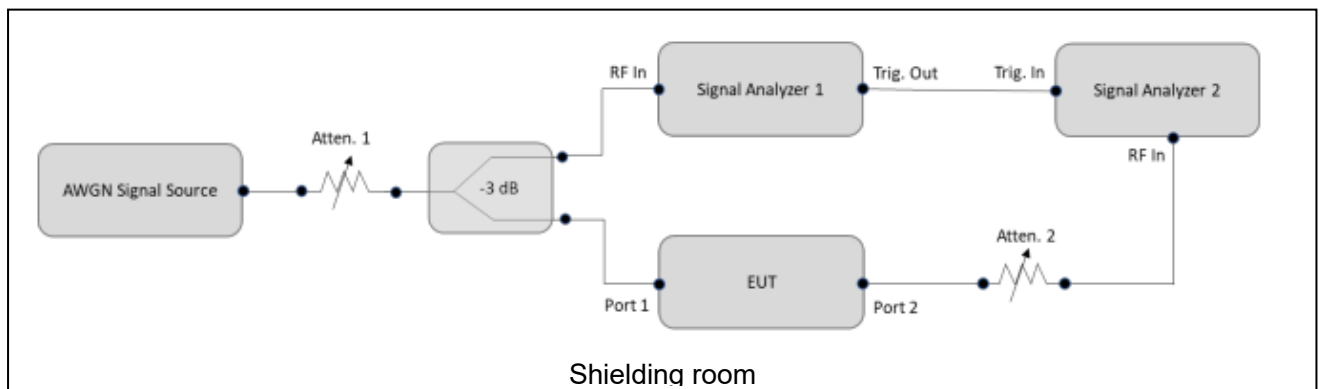 RF In
Signal Analyzer 1
Trig. Out
Trig. In
Signal Analyzer 2
RF In
Atten. 1
AWGN Signal Source
-3 dB
Atten. 2
EUT
Port 1
Port 2
Shielding room